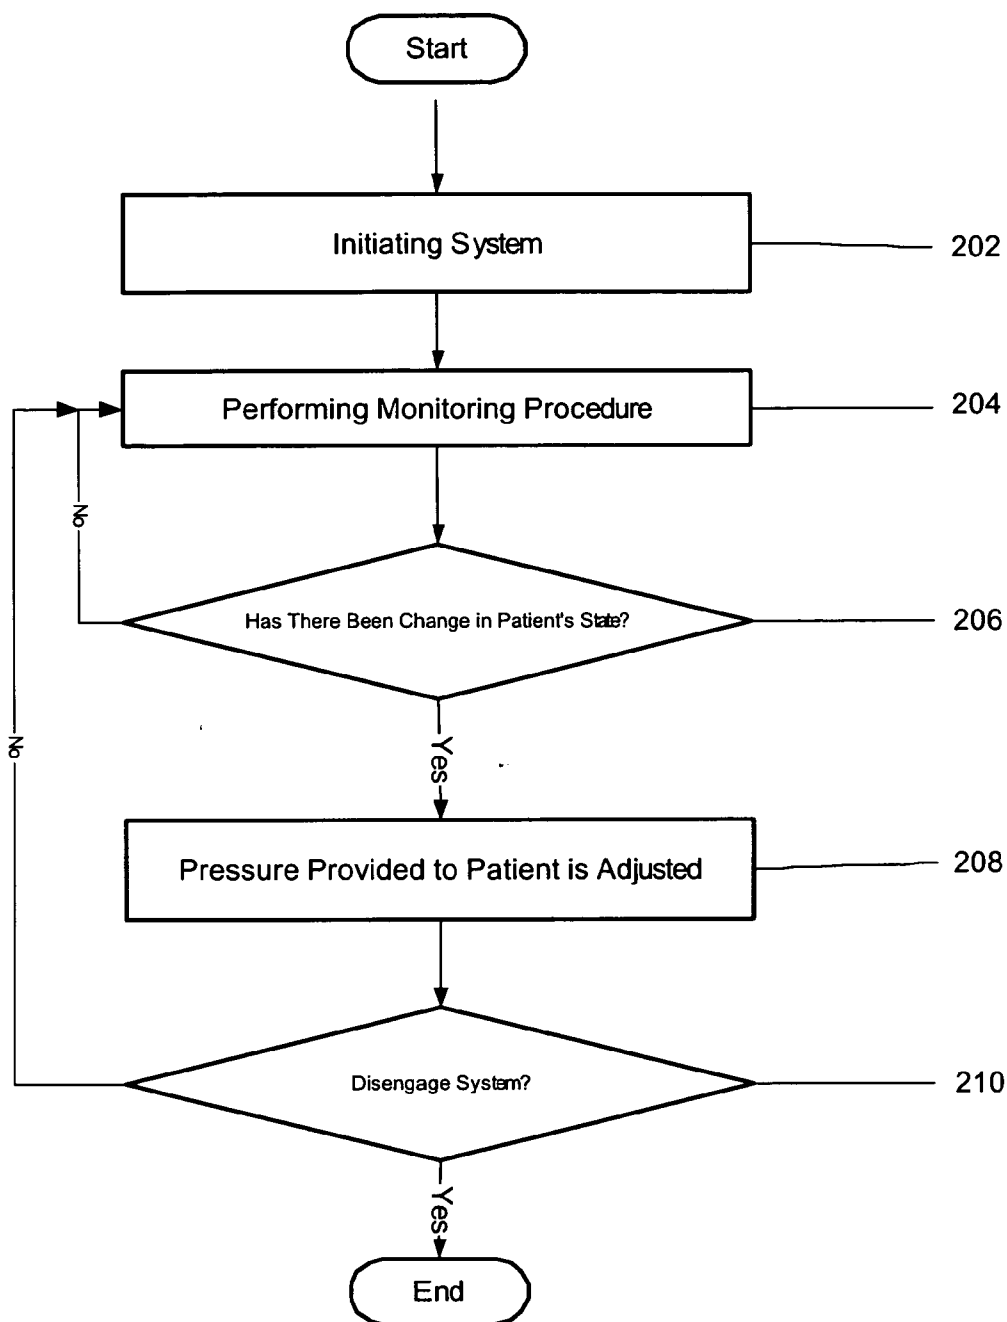 Start
Initiating System
202
Performing Monitoring Procedure
204
No
Has There Been Change in Patient's State?
206
Yes
No
Pressure Provided to Patient is Adjusted
208
Disengage System?
210
Yes
End